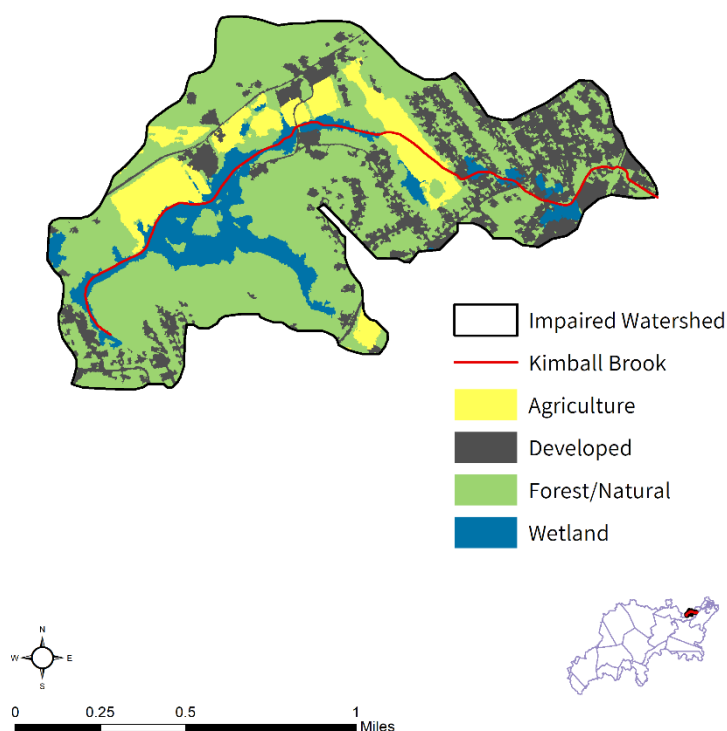 Impaired Watershed
Kimball Brook
Agriculture
Developed
Forest/Natural
Wetland
N
W E
S
0 0.25 0.5 1
Miles